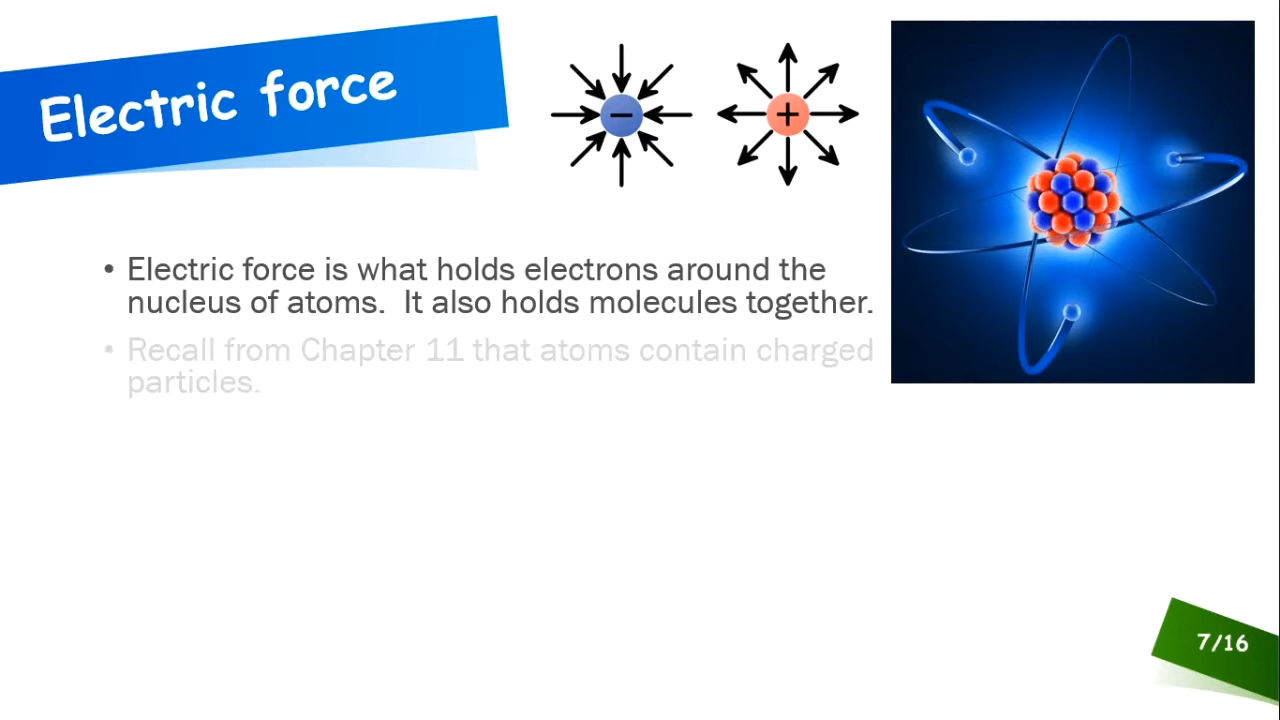 Electric force
− +
• Electric force is what holds electrons around the
nucleus of atoms.  It also holds molecules together.
• Recall from Chapter 11 that atoms contain charged
particles.
7/16